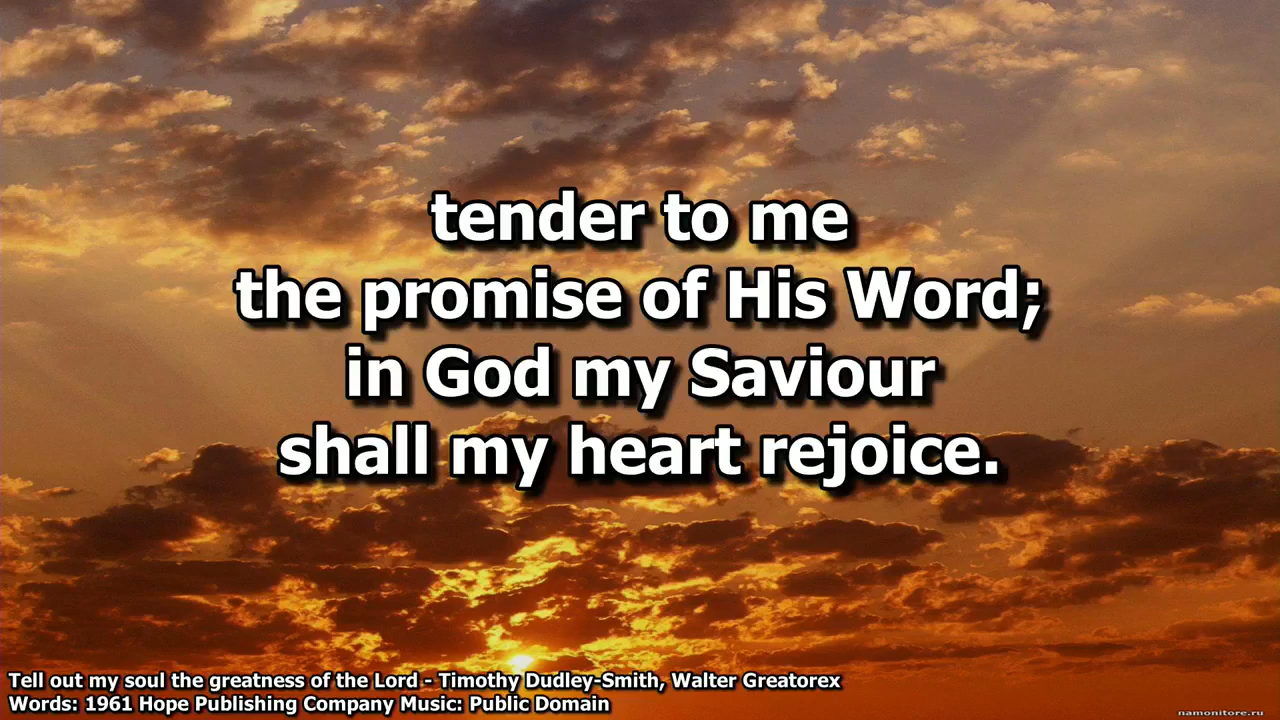 tender to me
the promise of His Word;
in God my Saviour
shall my heart rejoice.
Tell out my soul the greatness of the Lord - Timothy Dudley-Smith, Walter Greatorex
Words: 1961 Hope Publishing Company Music: Public Domain
namonitore.ru